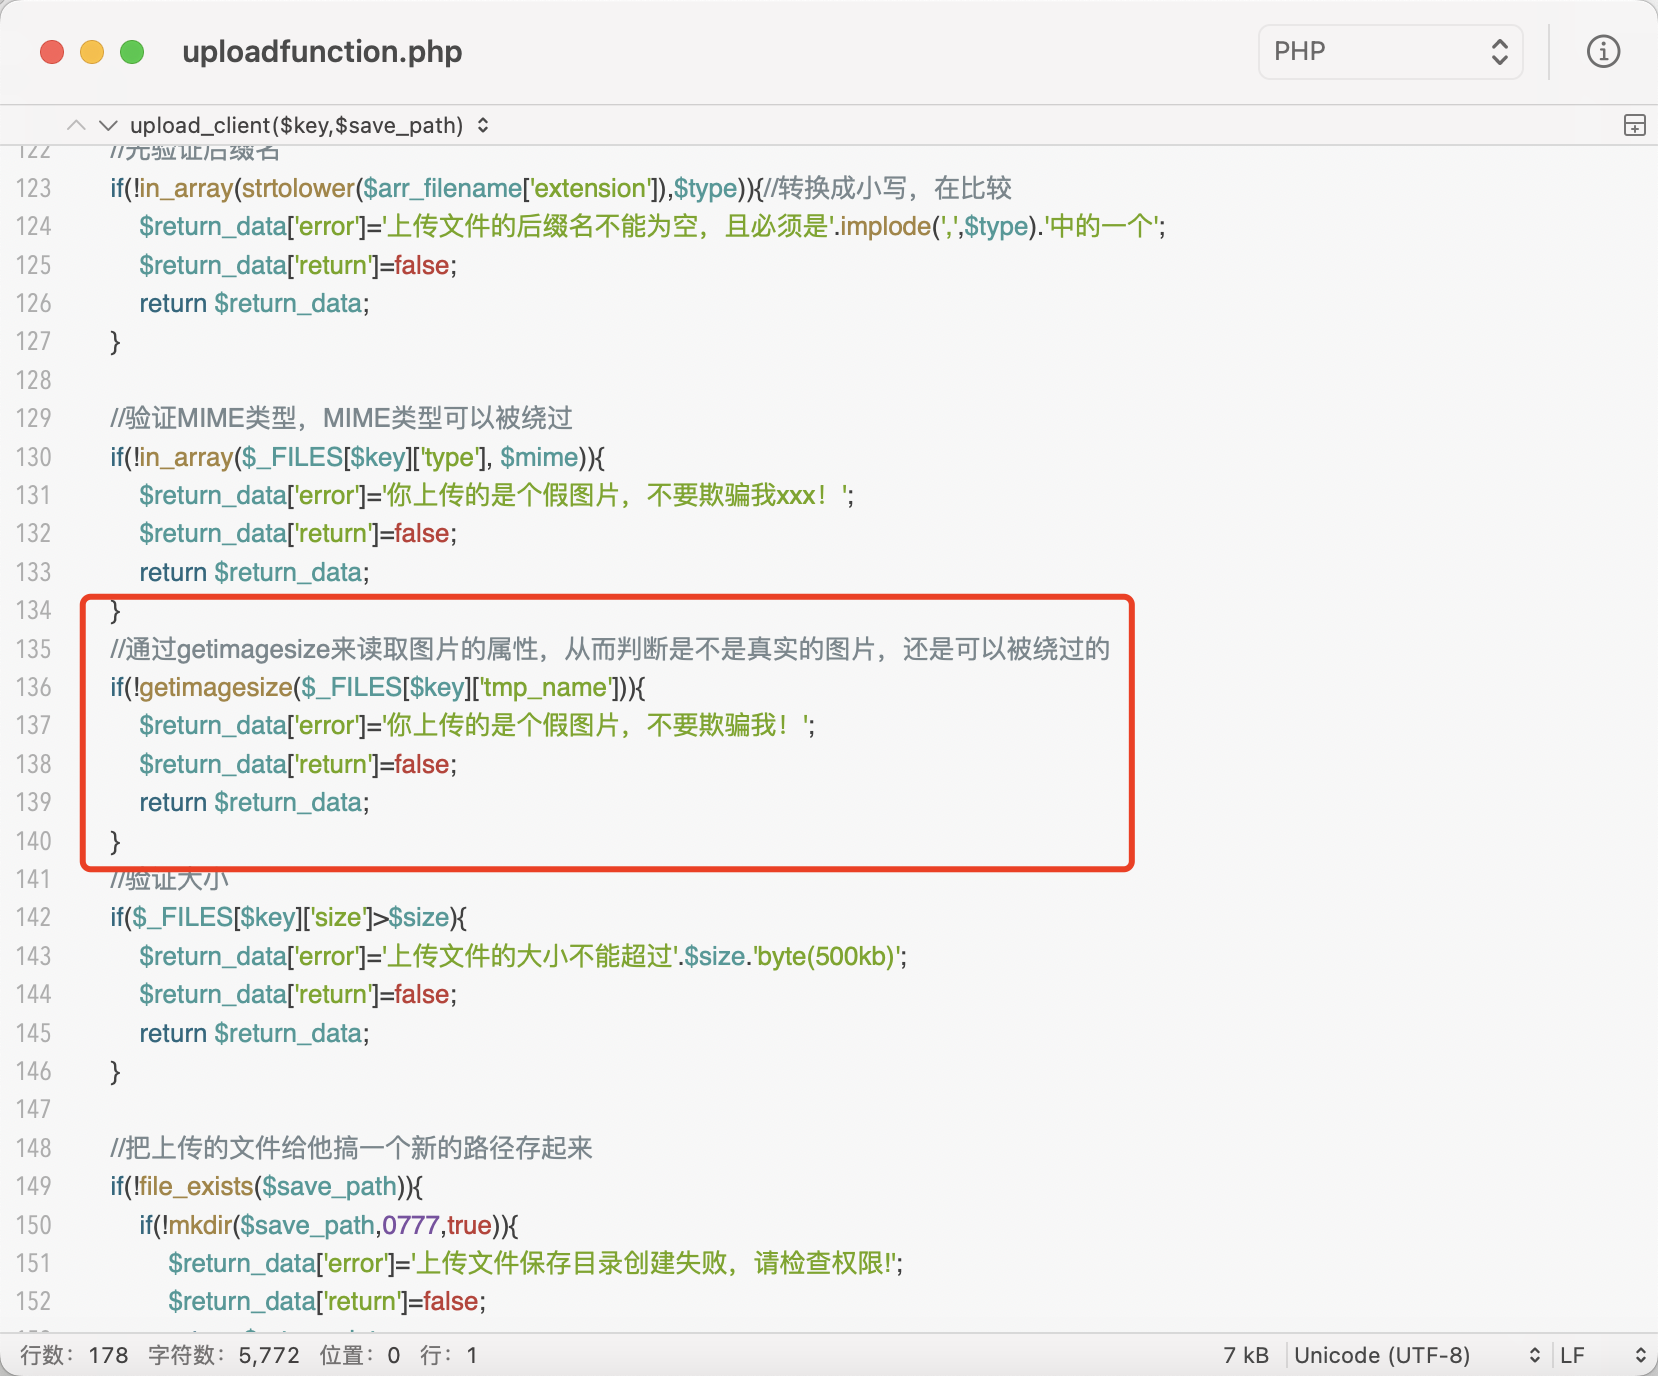 uploadfunction.php
PHP
upload_client($key,$save_path)
122 //先验证后缀名
123 if(!in_array(strtolower($arr_filename['extension']),$type)){//转换成小写，在比较
124 $return_data['error']='上传文件的后缀名不能为空，且必须是'.implode(',',$type).'中的一个';
125 $return_data['return']=false;
126 return $return_data;
127 }
128
129 //验证MIME类型，MIME类型可以被绕过
130 if(!in_array($_FILES[$key]['type'], $mime)){
131 $return_data['error']='你上传的是个假图片，不要欺骗我xxx！';
132 $return_data['return']=false;
133 return $return_data;
134 }
135 //通过getimagesize来读取图片的属性，从而判断是不是真实的图片，还是可以被绕过的
136 if(!getimagesize($_FILES[$key]['tmp_name'])){
137 $return_data['error']='你上传的是个假图片，不要欺骗我！';
138 $return_data['return']=false;
139 return $return_data;
140 }
141 //验证大小
142 if($_FILES[$key]['size']>$size){
143 $return_data['error']='上传文件的大小不能超过'.$size.'byte(500kb)';
144 $return_data['return']=false;
145 return $return_data;
146 }
147
148 //把上传的文件给他搞一个新的路径存起来
149 if(!file_exists($save_path)){
150 if(!mkdir($save_path,0777,true)){
151 $return_data['error']='上传文件保存目录创建失败，请检查权限!';
152 $return_data['return']=false;
行数：178 字符数：5,772 位置：0 行：1 7 kB Unicode (UTF-8) LF